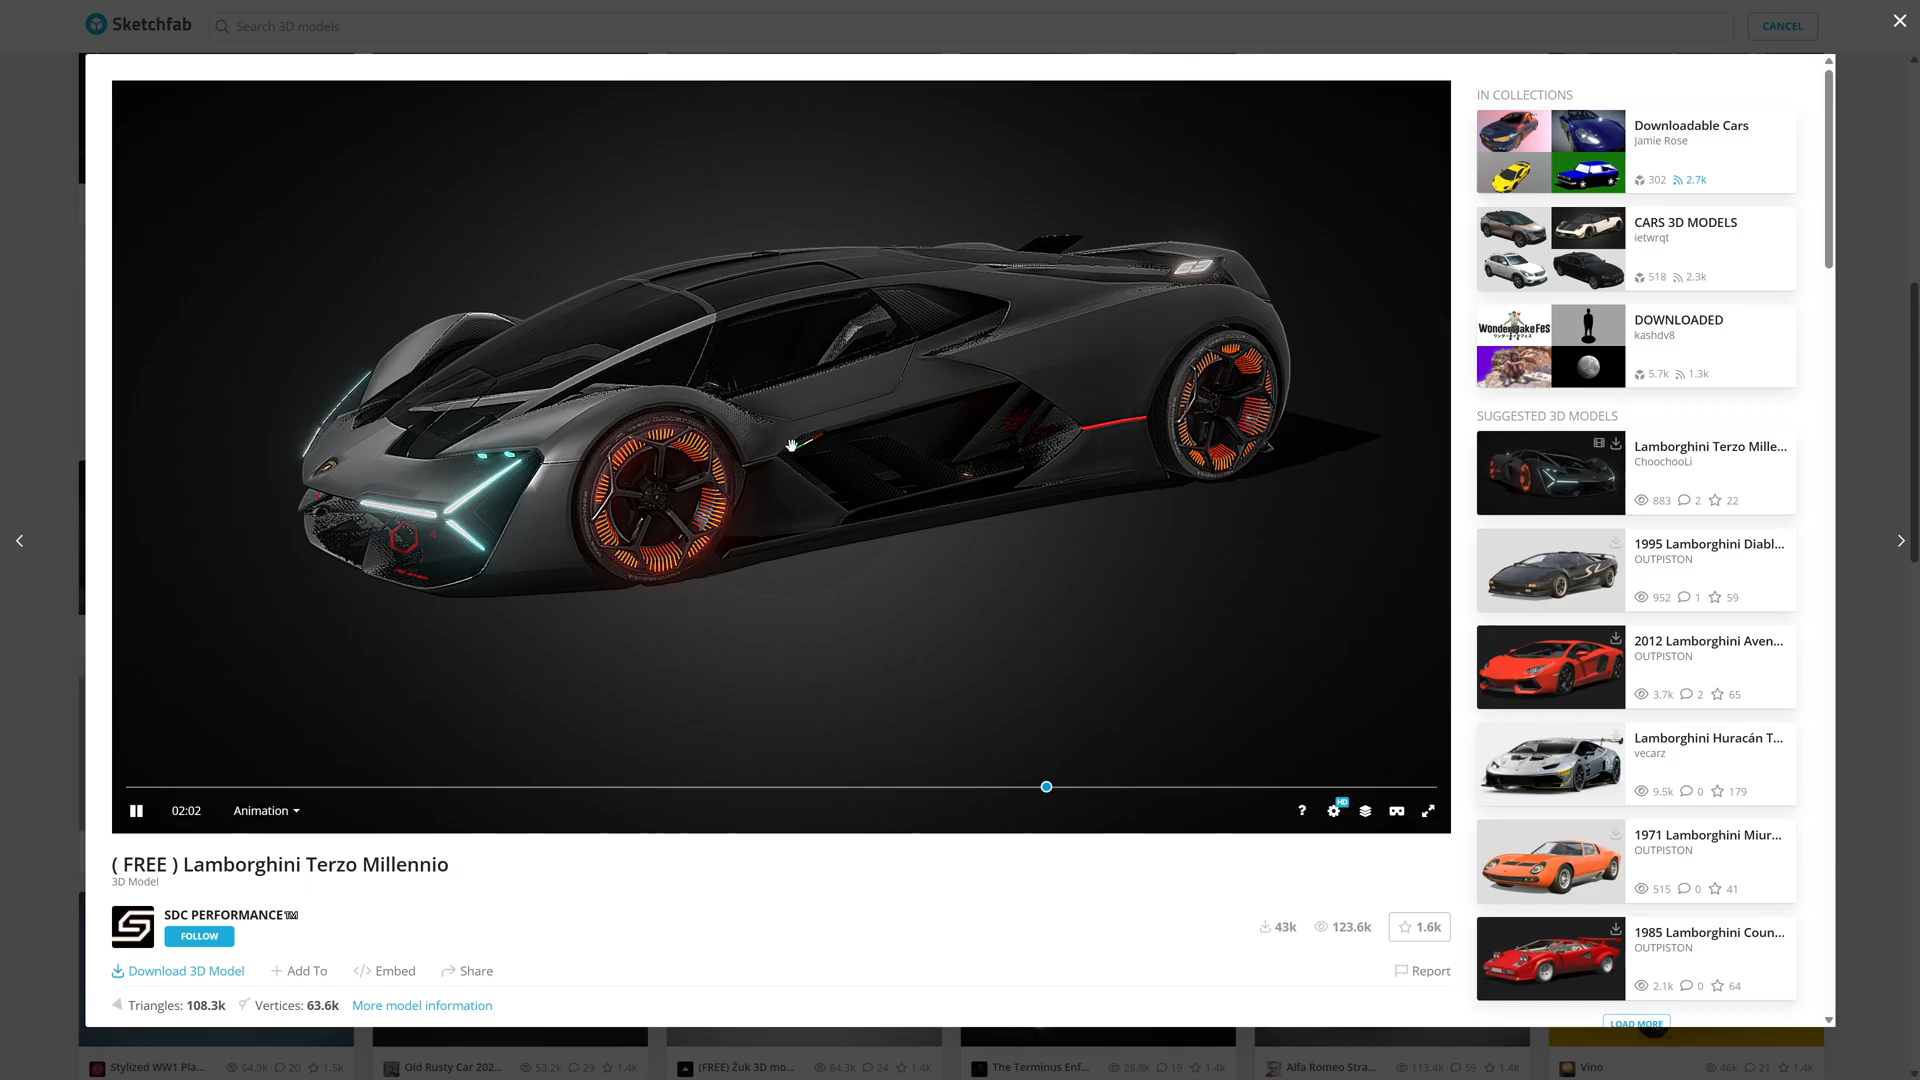 Sketchfab
Search 3D models
CANCEL
IN COLLECTIONS
Downloadable Cars
Jamie Rose
302 2.7k
CARS 3D MODELS
ietwrqt
518 2.3k
DOWNLOADED
kashdv8
5.7k 1.3k
SUGGESTED 3D MODELS
Lamborghini Terzo Mille...
ChoochooLi
883 2 22
1995 Lamborghini Diabl...
OUTPISTON
952 1 59
2012 Lamborghini Aven...
OUTPISTON
3.7k 2 65
Lamborghini Huracán T...
vecarz
9.5k 0 179
1971 Lamborghini Miur...
OUTPISTON
515 0 41
1985 Lamborghini Coun...
OUTPISTON
2.1k 0 64
LOAD MORE
02:02
Animation
?
HD
( FREE ) Lamborghini Terzo Millennio
3D Model
SDC PERFORMANCE™️
FOLLOW
43k 123.6k 1.6k
Download 3D Model
Add To
Embed
Share
Report
Triangles: 108.3k Vertices: 63.6k More model information
Stylized WW1 Pla... 64.9k 20 1.5k
Old Rusty Car 202... 53.2k 29 1.4k
(FREE) Żuk 3D mo... 84.3k 24 1.4k
The Terminus Enf... 28.8k 19 1.4k
Alfa Romeo Stra... 113.4k 59 1.4k
Vino 46k 21 1.4k